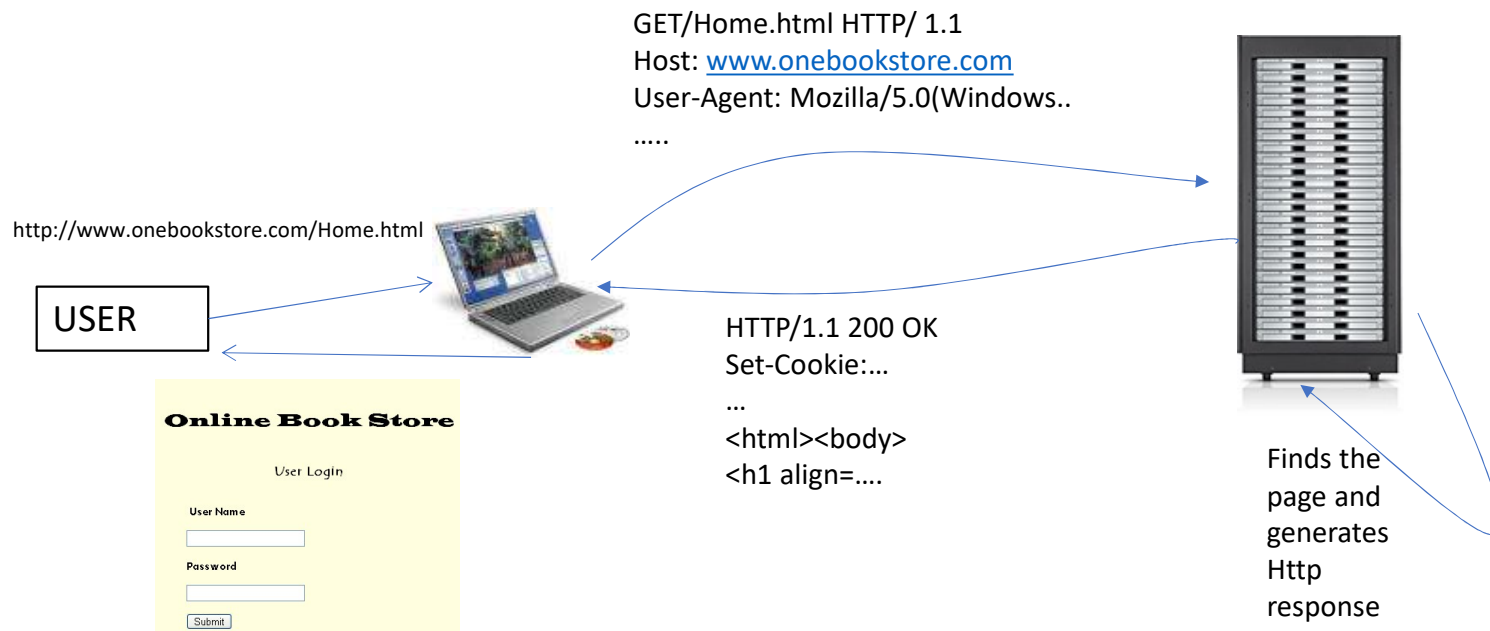 GET/Home.html HTTP/ 1.1
Host: www.onebookstore.com
User-Agent: Mozilla/5.0(Windows..
…..
http://www.onebookstore.com/Home.html
USER
HTTP/1.1 200 OK
Set-Cookie:…
…
<html><body>
<h1 align=….
Online Book Store
User Login
User Name
Password
Submit
Finds the
page and
generates
Http
response